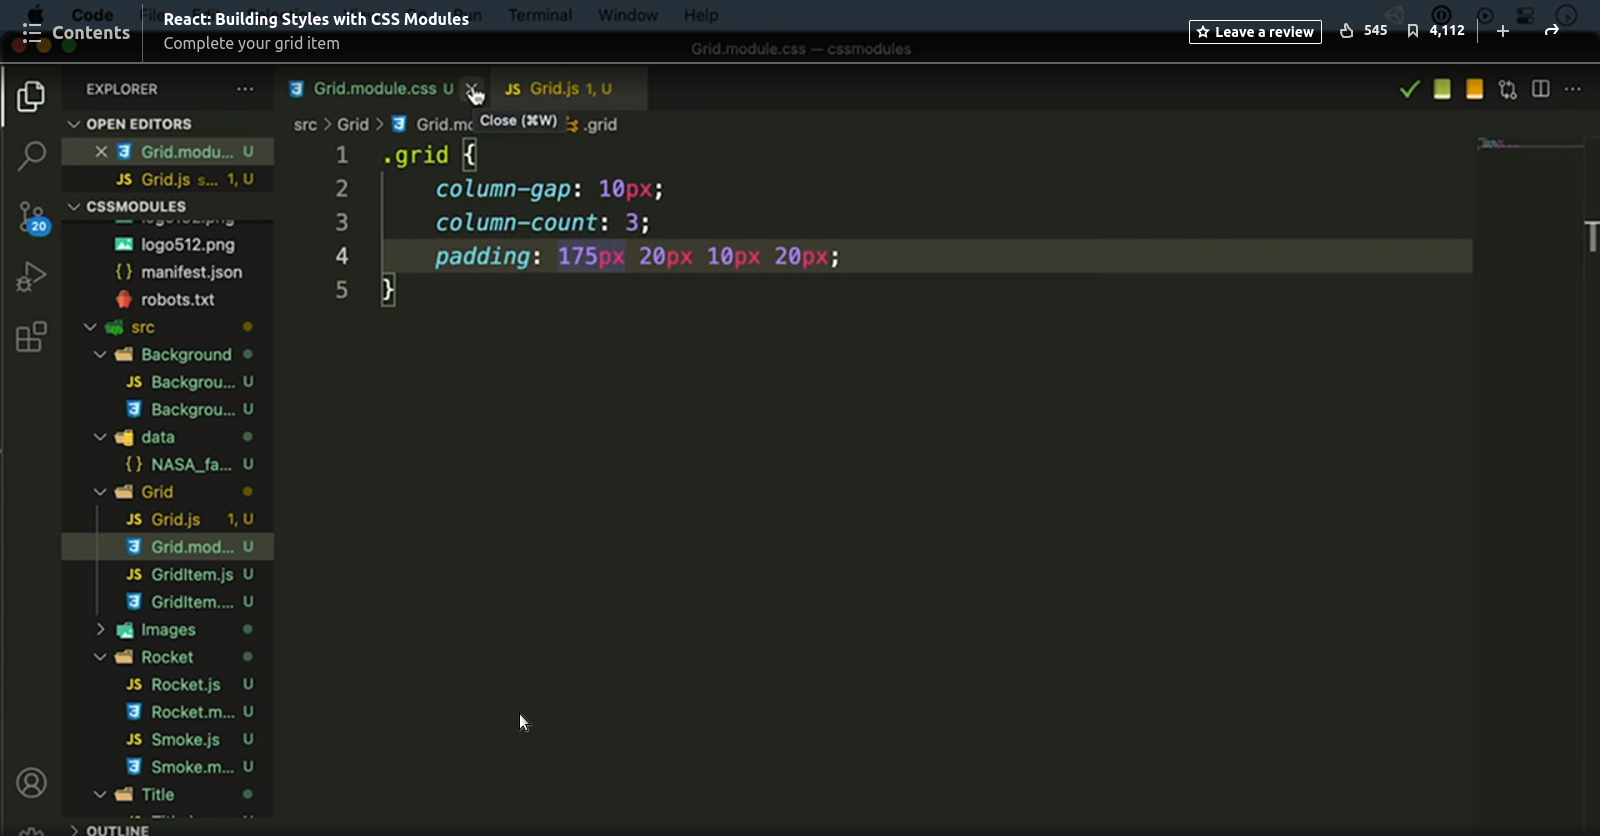 Code
Run
Terminal
Window
Help
Contents
React: Building Styles with CSS Modules
Complete your grid item
Leave a review
545
4,112
Grid.module.css — cssmodules
EXPLORER
Grid.module.css U
JS Grid.js 1, U
OPEN EDITORS
Grid.modu... U
JS Grid.js s... 1, U
CSSMODULES
20
logo512.png
{} manifest.json
robots.txt
src
Background
JS Backgrou... U
Backgrou... U
data
{} NASA_fa... U
Grid
JS Grid.js 1, U
Grid.mod... U
JS GridItem.js U
GridItem.... U
Images
Rocket
JS Rocket.js U
Rocket.m... U
JS Smoke.js U
Smoke.m... U
Title
OUTLINE
src > Grid > Grid.mo .grid
Close (⌘W)
1 .grid {
2 column-gap: 10px;
3 column-count: 3;
4 padding: 175px 20px 10px 20px;
5 }